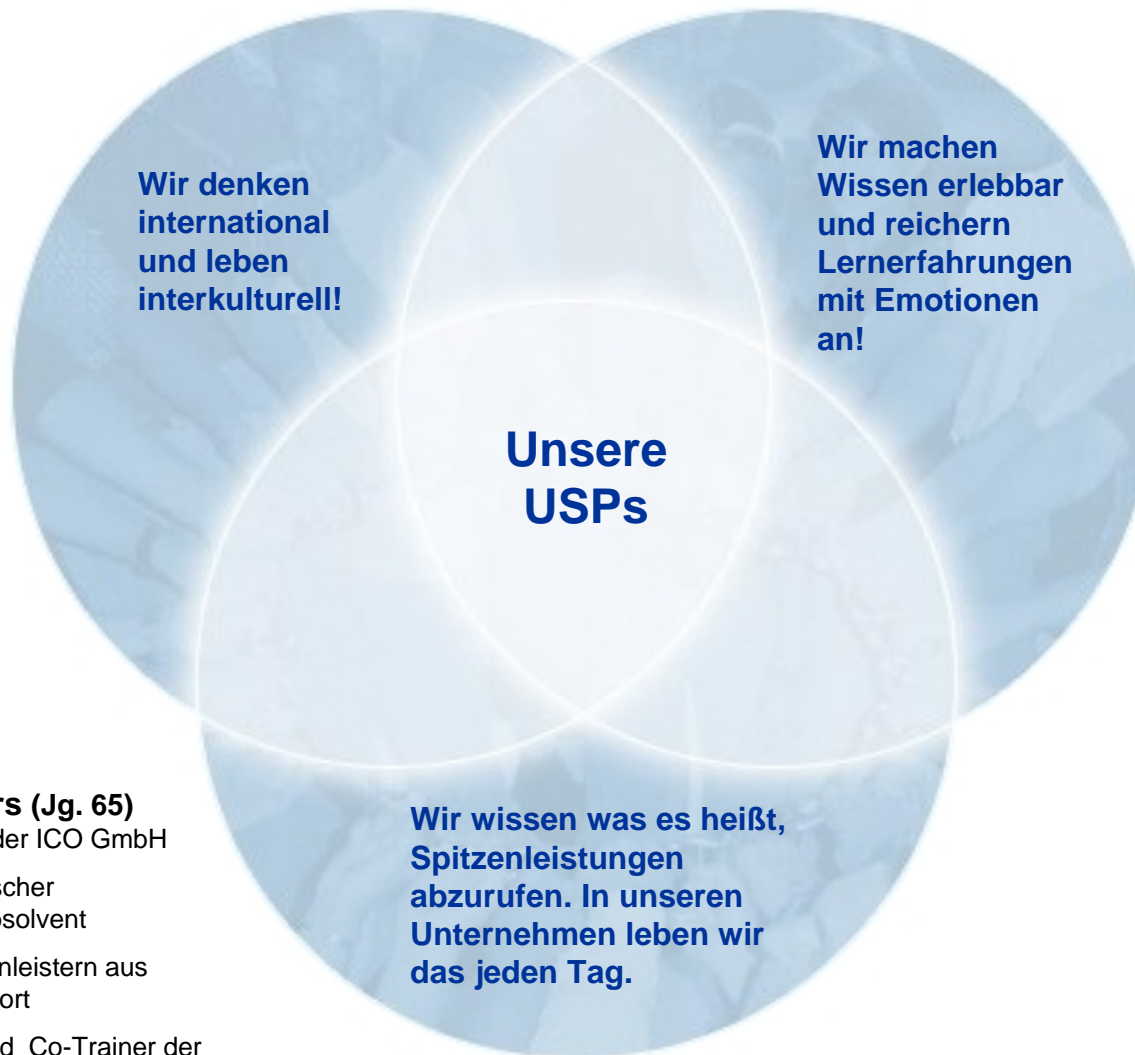 Wir denken
international
und leben
interkulturell!
Wir machen
Wissen erlebbar
und reichern
Lernerfahrungen
mit Emotionen
an!
Unsere
USPs
Wir wissen was es heißt,
Spitzenleistungen
abzurufen. In unseren
Unternehmen leben wir
das jeden Tag.
rs (Jg. 65)
der ICO GmbH
scher
bsolvent
nleistern aus
ort
d Co-Trainer der